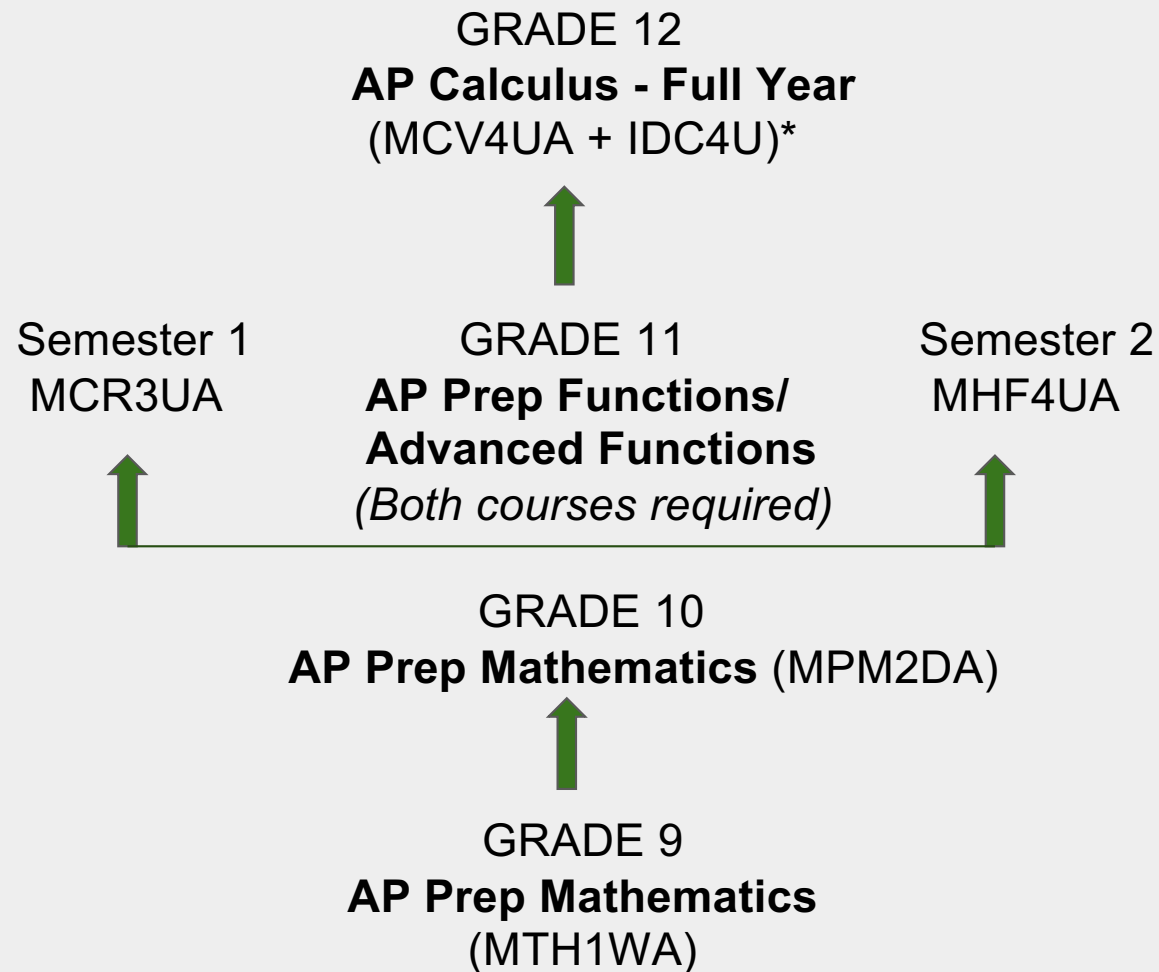 GRADE 12
AP Calculus - Full Year
(MCV4UA + IDC4U)*
Semester 1
MCR3UA
GRADE 11
AP Prep Functions/
Advanced Functions
(Both courses required)
Semester 2
MHF4UA
GRADE 10
AP Prep Mathematics (MPM2DA)
GRADE 9
AP Prep Mathematics
(MTH1WA)